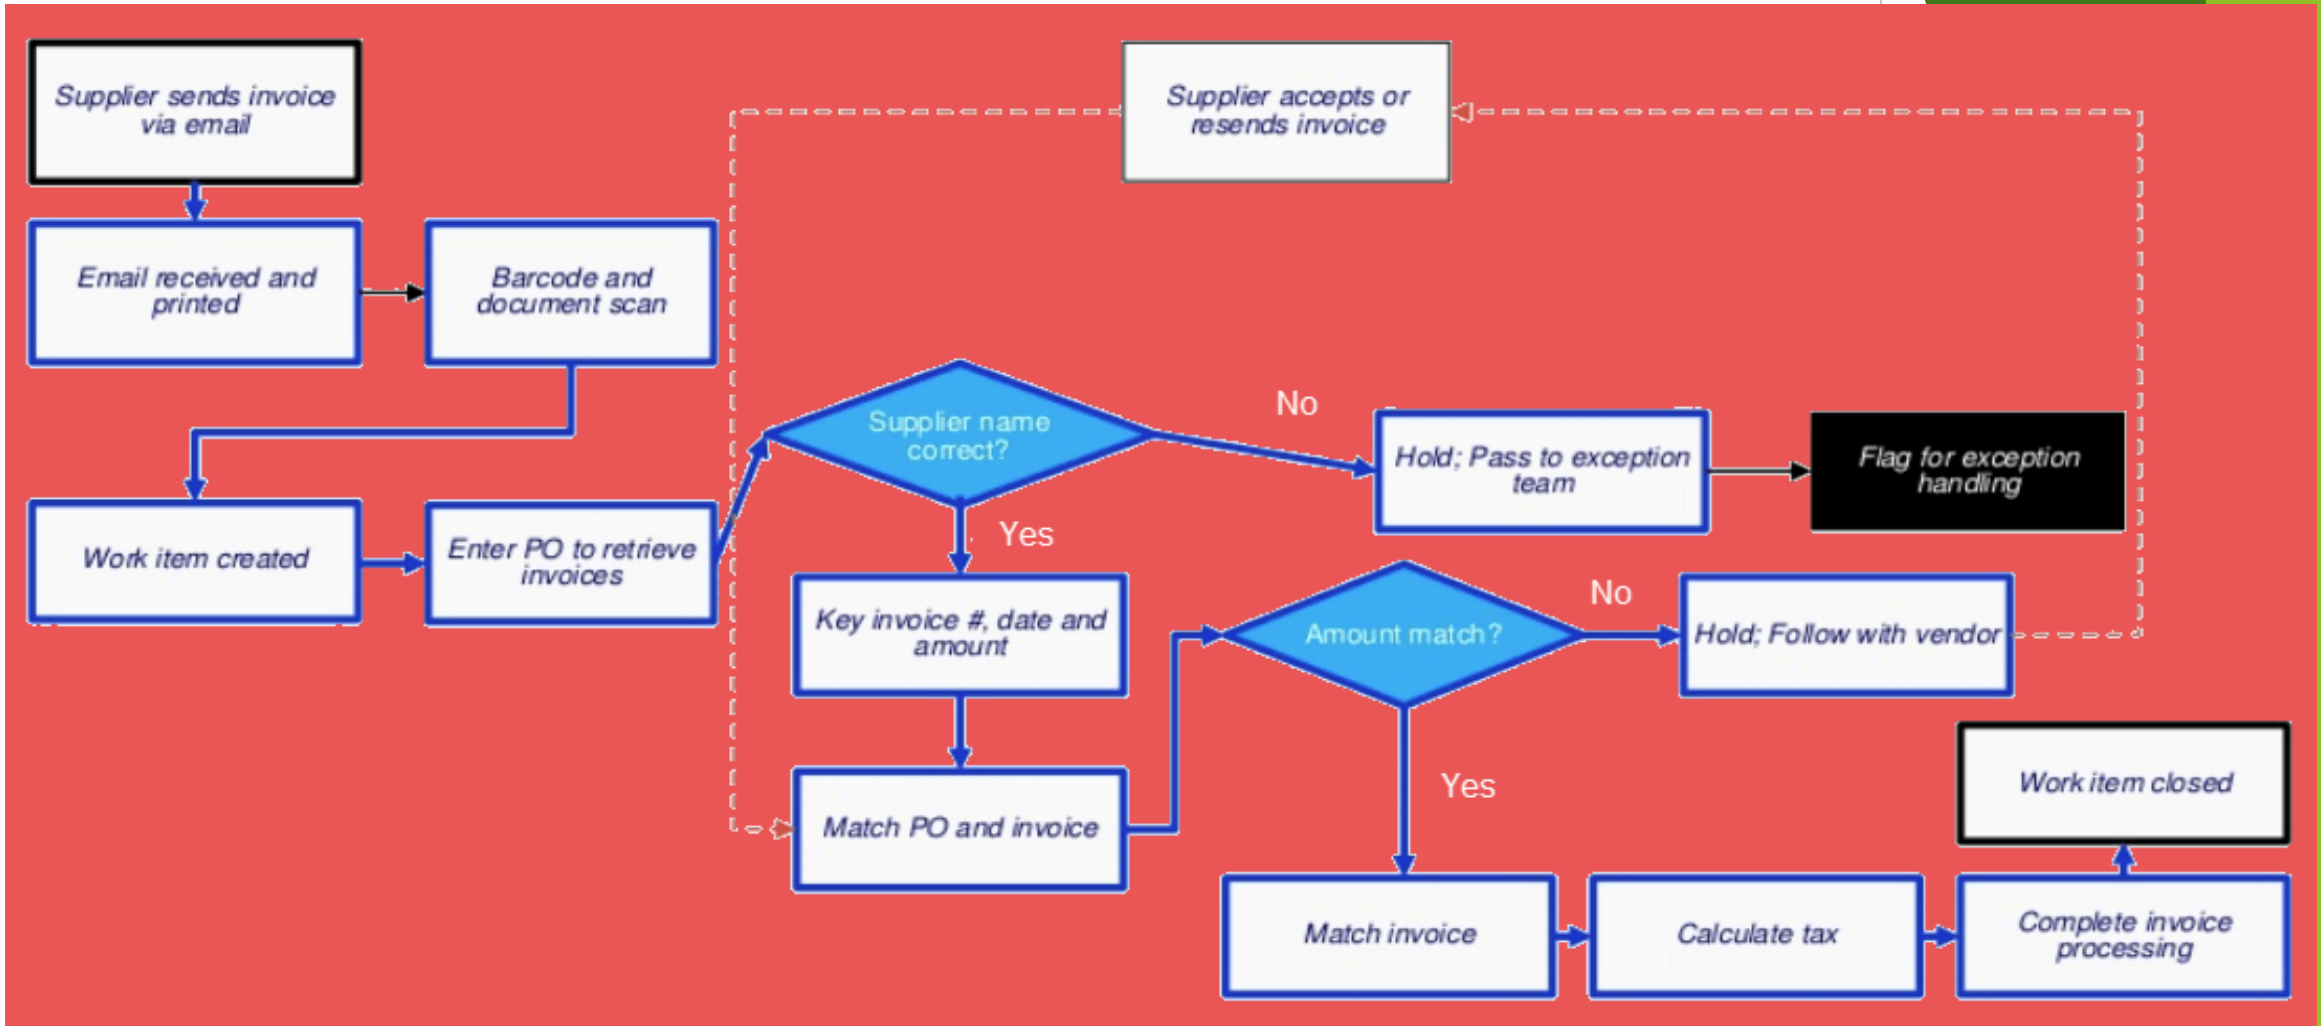 Supplier sends invoice
via email
Supplier accepts or
resends invoice
Email received and
printed
Barcode and
document scan
Supplier name
correct?
No
Hold; Pass to exception
team
Flag for exception
handling
Yes
Work item created
Enter PO to retrieve
invoices
Key invoice #, date and
amount
Amount match?
No
Hold; Follow with vendor
Yes
Work item closed
Match PO and invoice
Match invoice
Calculate tax
Complete invoice
processing